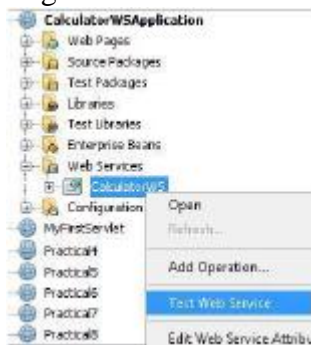 CalculatorWSApplication
Web Pages
Source Packages
Test Packages
Libraries
Test Libraries
Enterprise Beans
Web Services
CalculatorWS
Configuration
Open
MyFirstServlet
Refresh...
Practical4
Practical5
Add Operation...
Practical6
Test Web Service
Practical7
Practical8
Edit Web Service Attribu